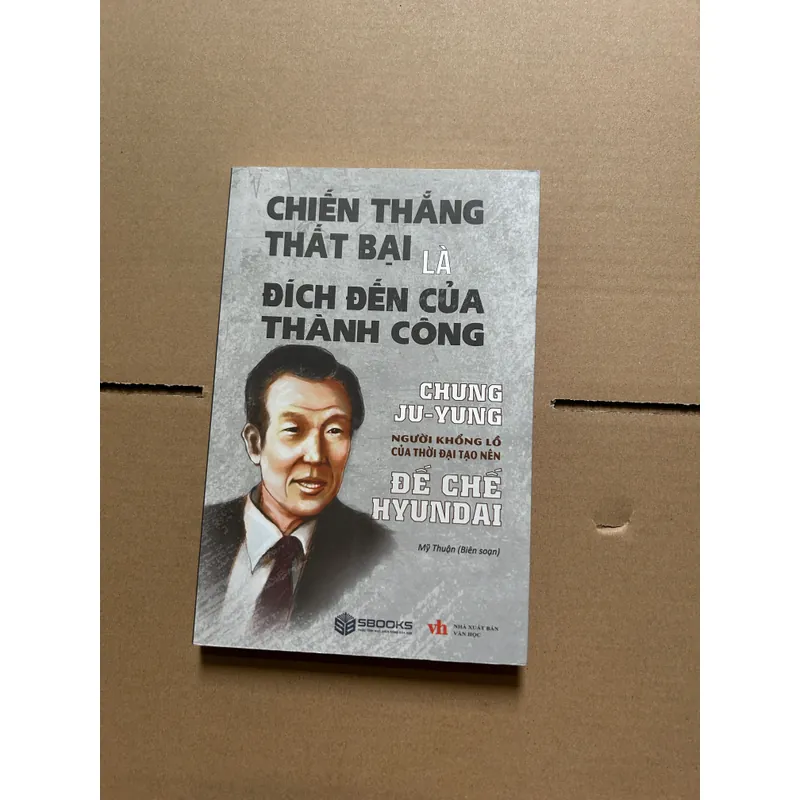 CHIẾN THẮNG
THẤT BẠI LÀ
ĐÍCH ĐẾN CỦA
THÀNH CÔNG
CHUNG
JU-YUNG
NGƯỜI KHỔNG LỒ
CỦA THỜI ĐẠI TẠO NÊN
ĐẾ CHẾ
HYUNDAI
Mỹ Thuận (Biên soạn)
SBOOKS
vh
NHÀ XUẤT BẢN
VĂN HỌC